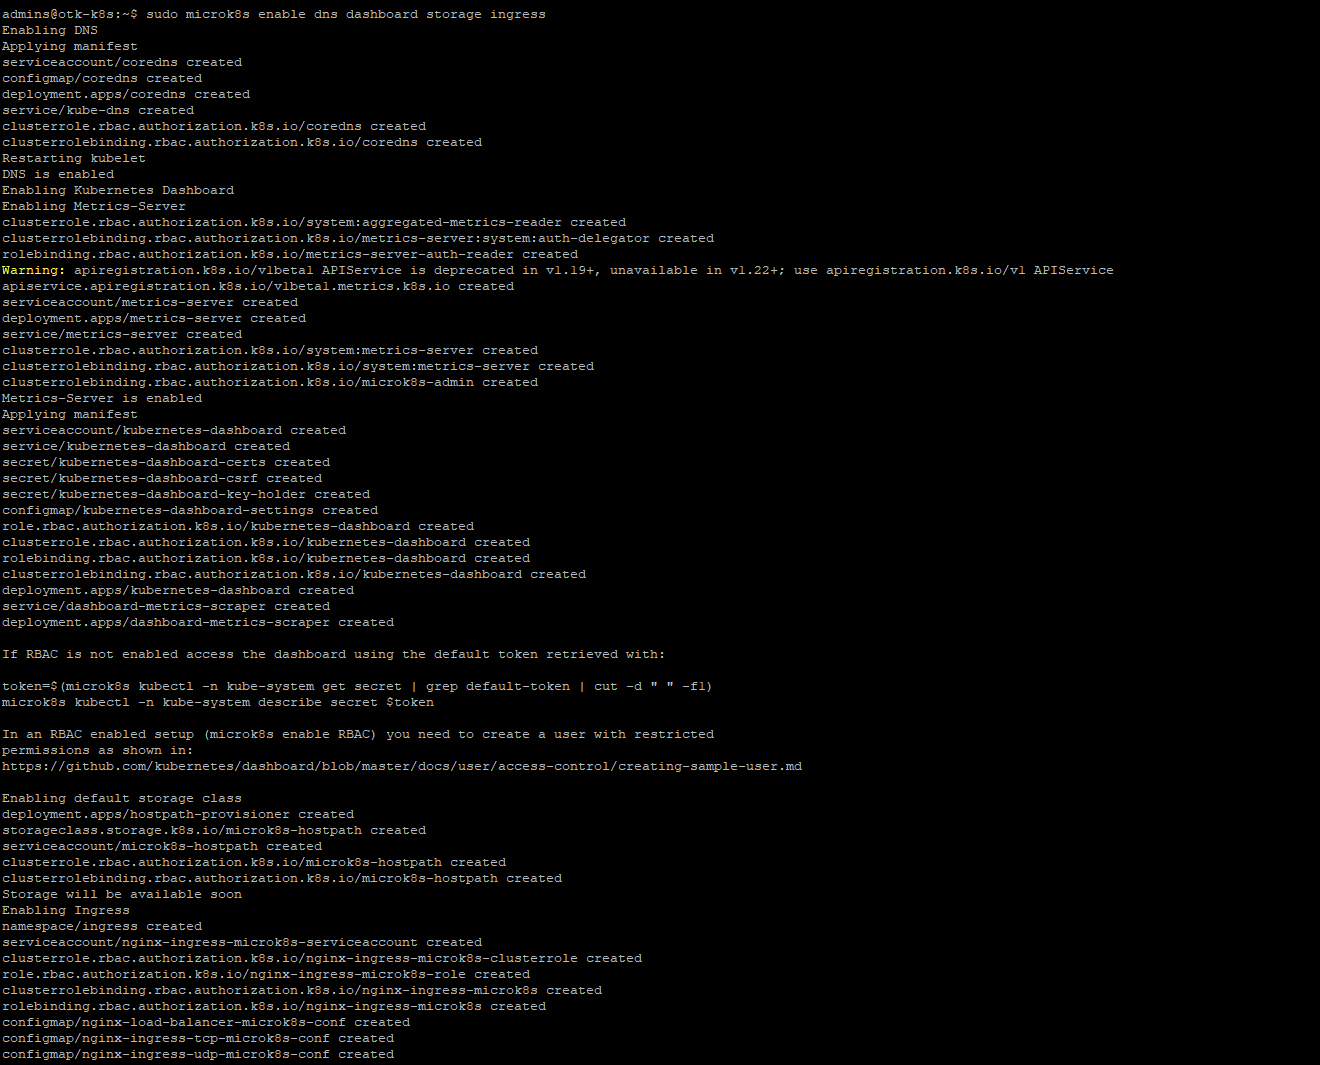 admins@otk-k8s:~$ sudo microk8s enable dns dashboard storage ingress
Enabling DNS
Applying manifest
serviceaccount/coredns created
configmap/coredns created
deployment.apps/coredns created
service/kube-dns created
clusterrole.rbac.authorization.k8s.io/coredns created
clusterrolebinding.rbac.authorization.k8s.io/coredns created
Restarting kubelet
DNS is enabled
Enabling Kubernetes Dashboard
Enabling Metrics-Server
clusterrole.rbac.authorization.k8s.io/system:aggregated-metrics-reader created
clusterrolebinding.rbac.authorization.k8s.io/metrics-server:system:auth-delegator created
rolebinding.rbac.authorization.k8s.io/metrics-server-auth-reader created
Warning: apiregistration.k8s.io/v1beta1 APIService is deprecated in v1.19+, unavailable in v1.22+; use apiregistration.k8s.io/v1 APIService
apiservice.apiregistration.k8s.io/v1beta1.metrics.k8s.io created
serviceaccount/metrics-server created
deployment.apps/metrics-server created
service/metrics-server created
clusterrole.rbac.authorization.k8s.io/system:metrics-server created
clusterrolebinding.rbac.authorization.k8s.io/system:metrics-server created
clusterrolebinding.rbac.authorization.k8s.io/microk8s-admin created
Metrics-Server is enabled
Applying manifest
serviceaccount/kubernetes-dashboard created
service/kubernetes-dashboard created
secret/kubernetes-dashboard-certs created
secret/kubernetes-dashboard-csrf created
secret/kubernetes-dashboard-key-holder created
configmap/kubernetes-dashboard-settings created
role.rbac.authorization.k8s.io/kubernetes-dashboard created
clusterrole.rbac.authorization.k8s.io/kubernetes-dashboard created
rolebinding.rbac.authorization.k8s.io/kubernetes-dashboard created
clusterrolebinding.rbac.authorization.k8s.io/kubernetes-dashboard created
deployment.apps/kubernetes-dashboard created
service/dashboard-metrics-scraper created
deployment.apps/dashboard-metrics-scraper created

If RBAC is not enabled access the dashboard using the default token retrieved with:

token=$(microk8s kubectl -n kube-system get secret | grep default-token | cut -d " " -f1)
microk8s kubectl -n kube-system describe secret $token

In an RBAC enabled setup (microk8s enable RBAC) you need to create a user with restricted
permissions as shown in:
https://github.com/kubernetes/dashboard/blob/master/docs/user/access-control/creating-sample-user.md

Enabling default storage class
deployment.apps/hostpath-provisioner created
storageclass.storage.k8s.io/microk8s-hostpath created
serviceaccount/microk8s-hostpath created
clusterrole.rbac.authorization.k8s.io/microk8s-hostpath created
clusterrolebinding.rbac.authorization.k8s.io/microk8s-hostpath created
Storage will be available soon
Enabling Ingress
namespace/ingress created
serviceaccount/nginx-ingress-microk8s-serviceaccount created
clusterrole.rbac.authorization.k8s.io/nginx-ingress-microk8s-clusterrole created
role.rbac.authorization.k8s.io/nginx-ingress-microk8s-role created
clusterrolebinding.rbac.authorization.k8s.io/nginx-ingress-microk8s created
rolebinding.rbac.authorization.k8s.io/nginx-ingress-microk8s created
configmap/nginx-load-balancer-microk8s-conf created
configmap/nginx-ingress-tcp-microk8s-conf created
configmap/nginx-ingress-udp-microk8s-conf created